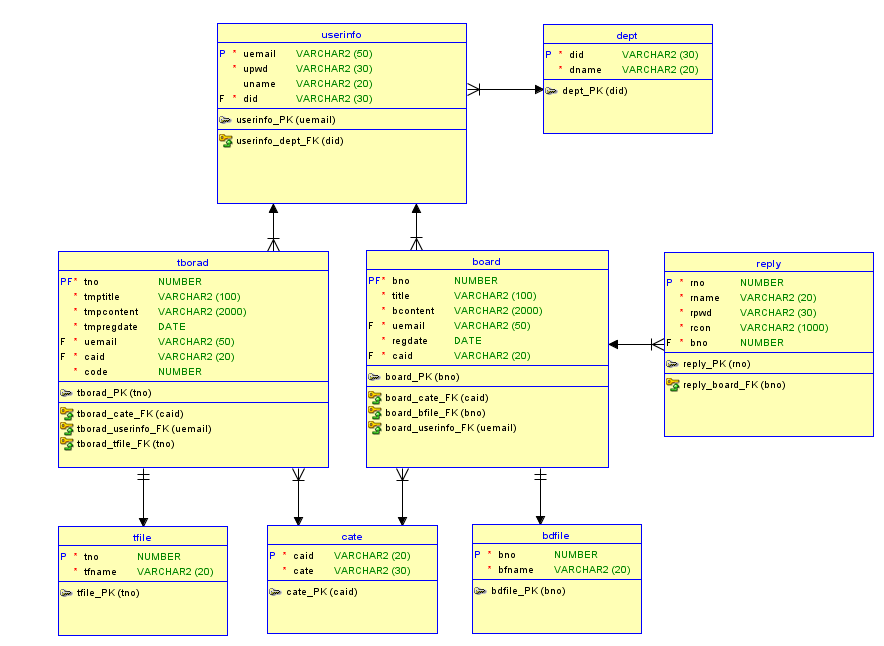 userinfo
P * uemail VARCHAR2 (50)
* upwd VARCHAR2 (30)
uname VARCHAR2 (20)
F * did VARCHAR2 (30)
userinfo_PK (uemail)
userinfo_dept_FK (did)
dept
P * did VARCHAR2 (30)
* dname VARCHAR2 (20)
dept_PK (did)
tborad
PF* tno NUMBER
* tmptitle VARCHAR2 (100)
* tmpcontent VARCHAR2 (2000)
* tmpregdate DATE
F * uemail VARCHAR2 (50)
F * caid VARCHAR2 (20)
* code NUMBER
tborad_PK (tno)
tborad_cate_FK (caid)
tborad_userinfo_FK (uemail)
tborad_tfile_FK (tno)
board
PF* bno NUMBER
* title VARCHAR2 (100)
* bcontent VARCHAR2 (2000)
F * uemail VARCHAR2 (50)
* regdate DATE
F * caid VARCHAR2 (20)
board_PK (bno)
board_cate_FK (caid)
board_bfile_FK (bno)
board_userinfo_FK (uemail)
reply
P * rno NUMBER
* rname VARCHAR2 (20)
* rpwd VARCHAR2 (30)
* rcon VARCHAR2 (1000)
F * bno NUMBER
reply_PK (rno)
reply_board_FK (bno)
tfile
P * tno NUMBER
* tfname VARCHAR2 (20)
tfile_PK (tno)
cate
P * caid VARCHAR2 (20)
* cate VARCHAR2 (30)
cate_PK (caid)
bdfile
P * bno NUMBER
* bfname VARCHAR2 (20)
bdfile_PK (bno)